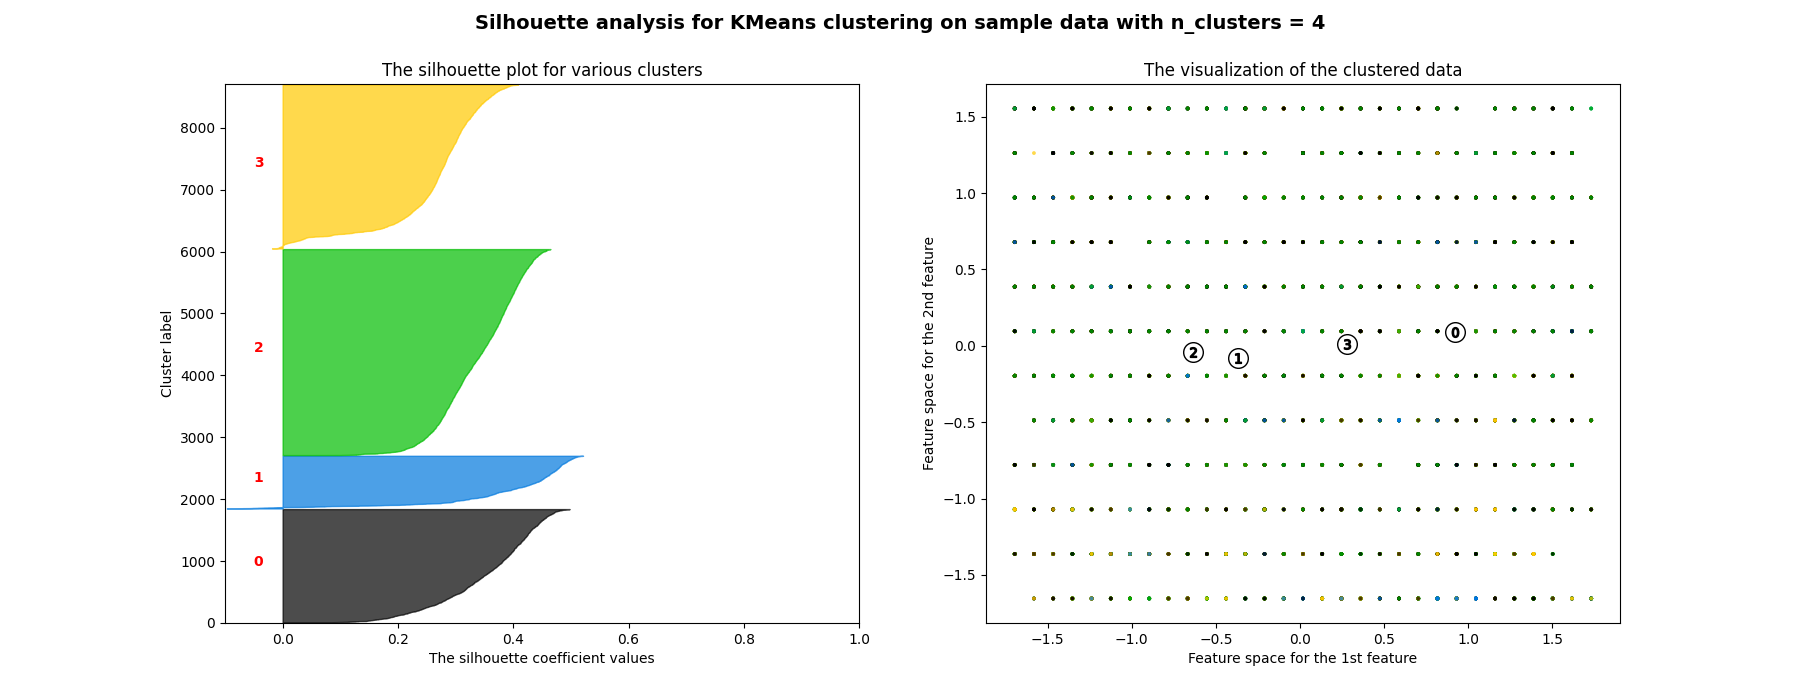 Silhouette analysis for KMeans clustering on sample data with n_clusters = 4
The silhouette plot for various clusters
8000
7000
6000
5000
4000
3000
2000
1000
0
Cluster label
3
2
1
0
0.0 0.2 0.4 0.6 0.8 1.0
The silhouette coefficient values
The visualization of the clustered data
1.5
1.0
0.5
0.0
−0.5
−1.0
−1.5
Feature space for the 2nd feature
2 1 3 0
−1.5 −1.0 −0.5 0.0 0.5 1.0 1.5
Feature space for the 1st feature